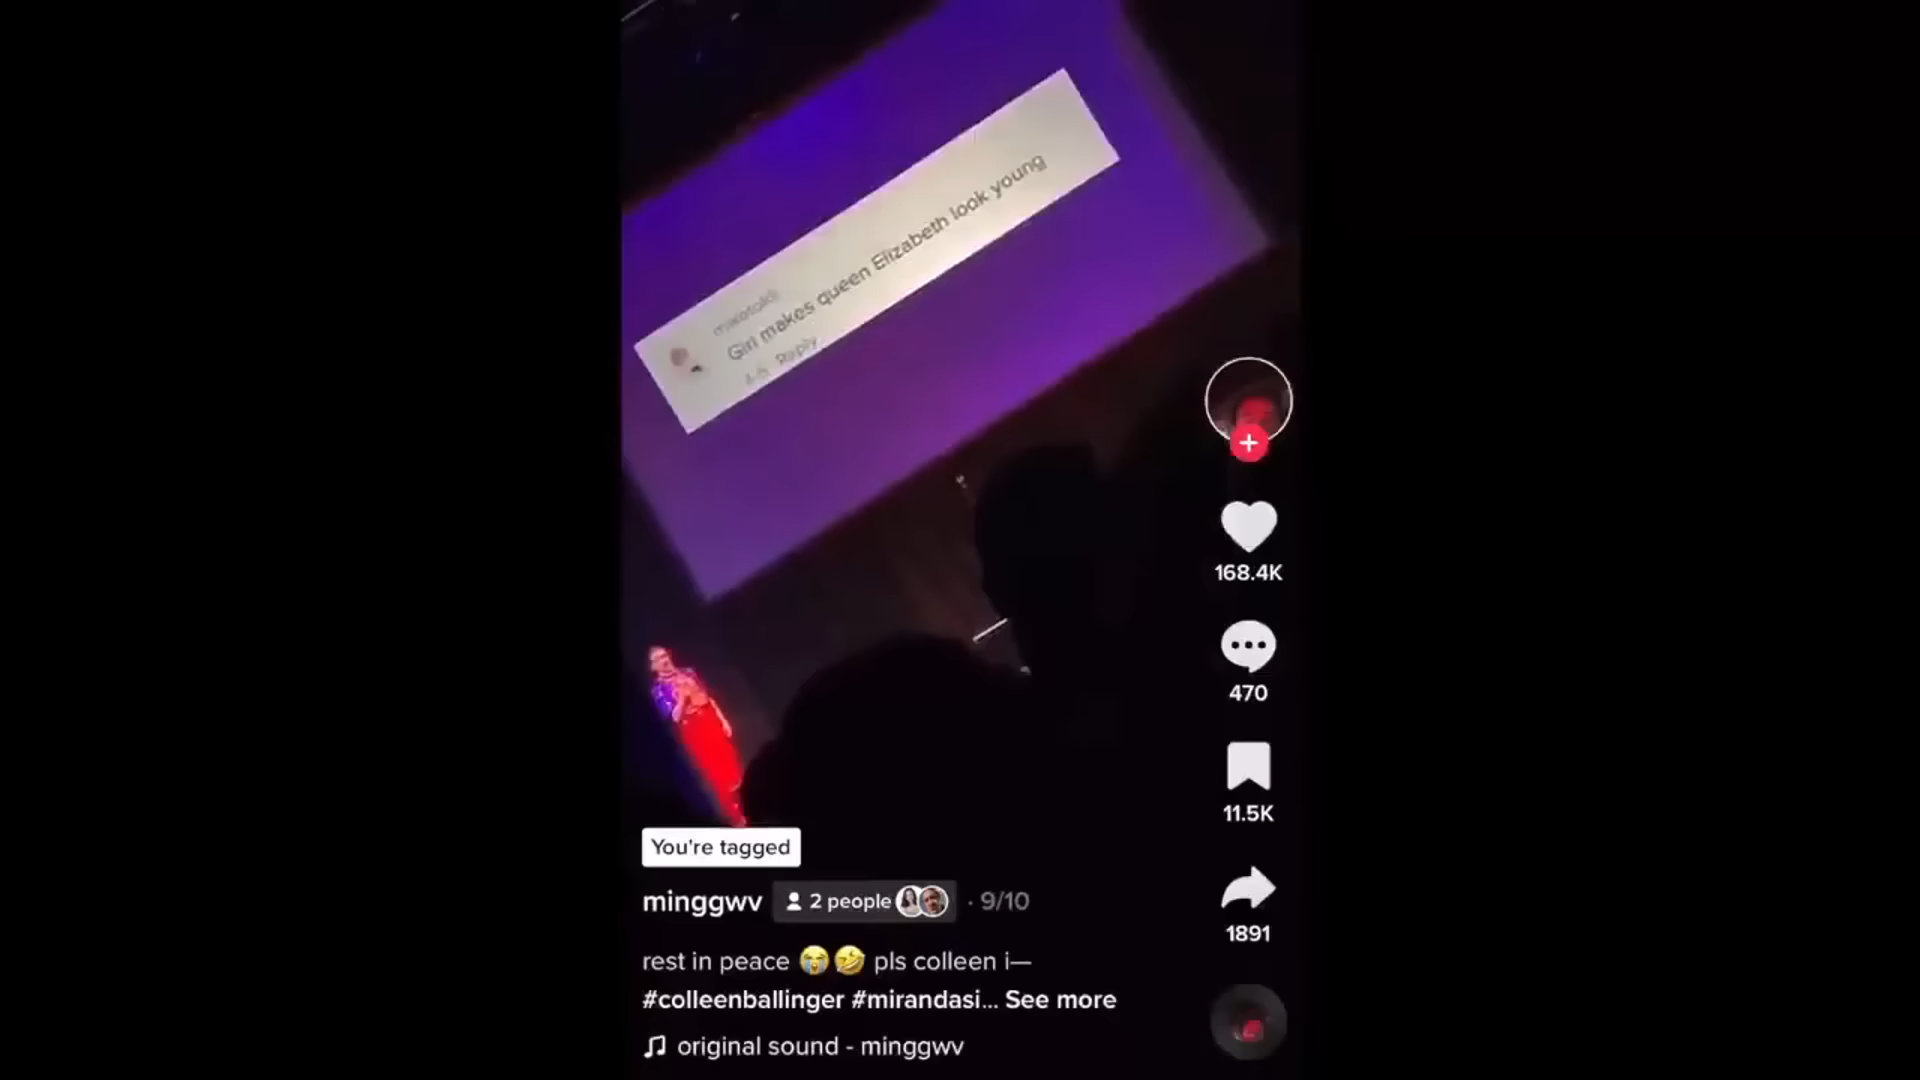 Girl makes queen Elizabeth look young
Reply
168.4K
470
11.5K
1891
You're tagged
minggwv 2 people · 9/10
rest in peace 😭🤣 pls colleen i—
#colleenballinger #mirandasi... See more
original sound - minggwv